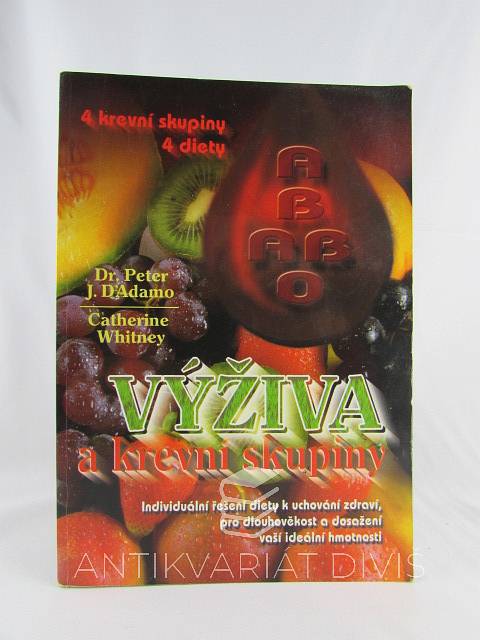 4 krevní skupiny
4 diety
A
B
AB B
O
Dr. Peter
J. D'Adamo
Catherine
Whitney
VÝŽIVA
a krevní skupiny
Individuální řešení diety k uchování zdraví,
pro dlouhověkost a dosažení
vaší ideální hmotnosti
ANTIKVARIÁT DIVIŠ